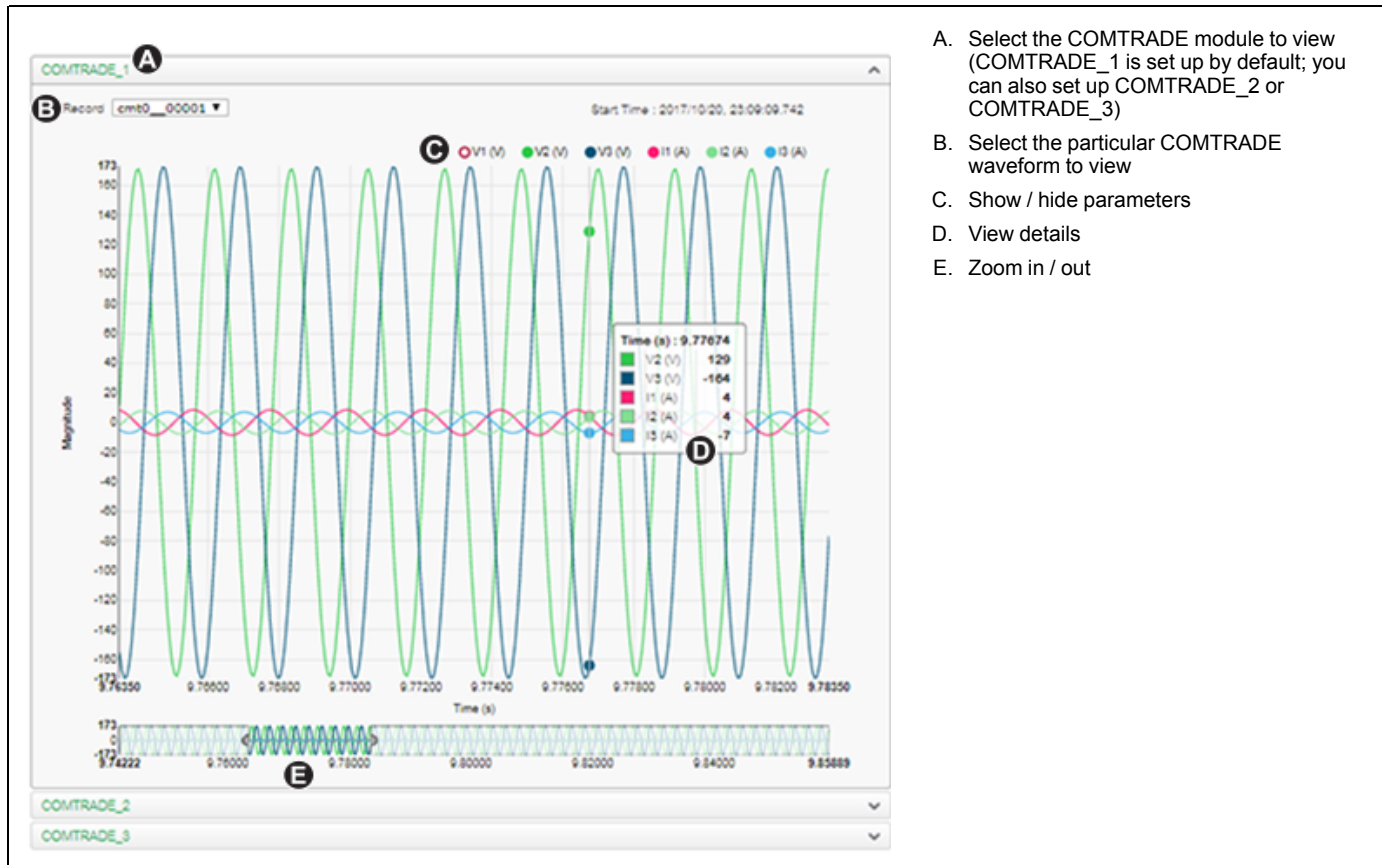 COMTRADE_1
A
B
Record cmt0__00001 ▼
Start Time : 2017/10/20, 23:09:09.742
C
V1 (V) V2 (V) V3 (V) I1 (A) I2 (A) I3 (A)
173
160
140
120
100
80
60
40
20
0
-20
-40
-60
-80
-100
-120
-140
-160
-173
Magnitude
Time (s) : 9.77674
V2 (V) 129
V3 (V) -164
I1 (A) 4
I2 (A) 4
I3 (A) -7
D
9.76350 9.76600 9.76800 9.77000 9.77200 9.77400 9.77600 9.77800 9.78000 9.78200 9.78350
Time (s)
173
0
-173
9.74222 9.76000 9.78000 9.80000 9.82000 9.84000 9.85889
E
COMTRADE_2
COMTRADE_3
A. Select the COMTRADE module to view
(COMTRADE_1 is set up by default; you
can also set up COMTRADE_2 or
COMTRADE_3)
B. Select the particular COMTRADE
waveform to view
C. Show / hide parameters
D. View details
E. Zoom in / out